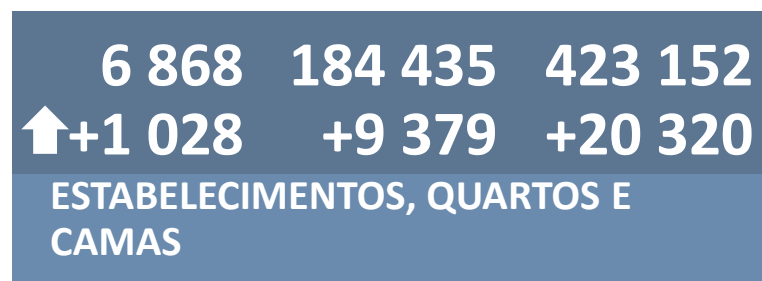 6 868 184 435 423 152
+1 028 +9 379 +20 320
ESTABELECIMENTOS, QUARTOS E
CAMAS